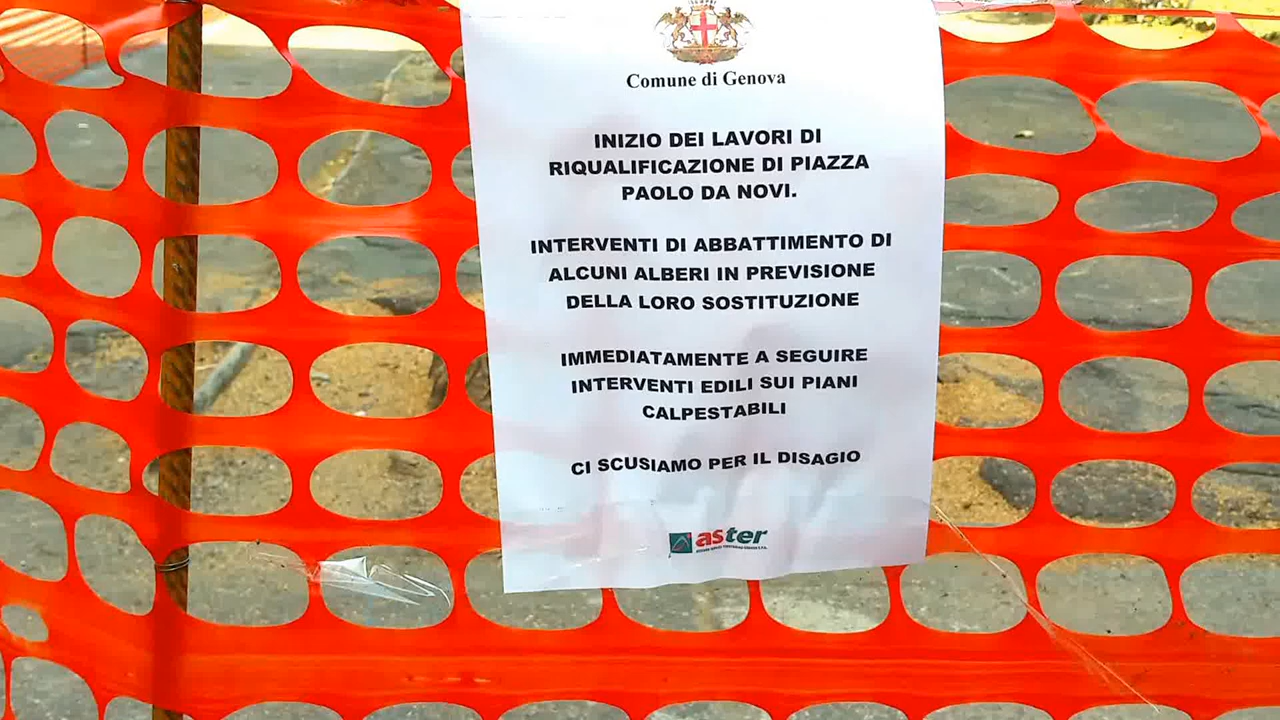 Comune di Genova
INIZIO DEI LAVORI DI
RIQUALIFICAZIONE DI PIAZZA
PAOLO DA NOVI.
INTERVENTI DI ABBATTIMENTO DI
ALCUNI ALBERI IN PREVISIONE
DELLA LORO SOSTITUZIONE
IMMEDIATAMENTE A SEGUIRE
INTERVENTI EDILI SUI PIANI
CALPESTABILI
CI SCUSIAMO PER IL DISAGIO
aster